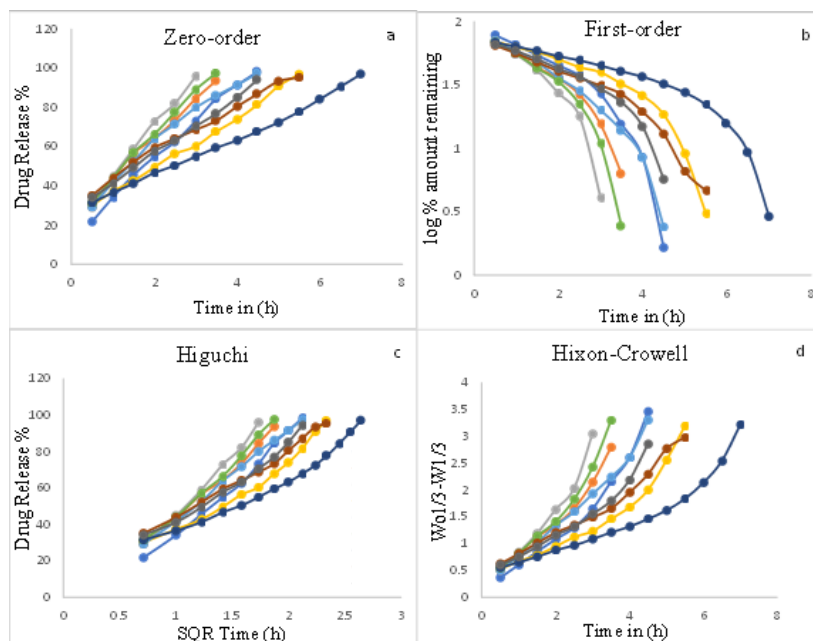 Zero-order
a
120
100
80
60
40
20
0
Drug Release %
0 2 4 6 8
Time in (h)
First-order
b
2
1.5
1
0.5
0
log % amount remaining
0 2 4 6 8
Time in (h)
Higuchi
c
120
100
80
60
40
20
0
Drug Release %
0 0.5 1 1.5 2 2.5 3
SQR Time (h)
Hixon-Crowell
d
4
3.5
3
2.5
2
1.5
1
0.5
0
Wo1/3-W1/3
0 2 4 6 8
Time in (h)